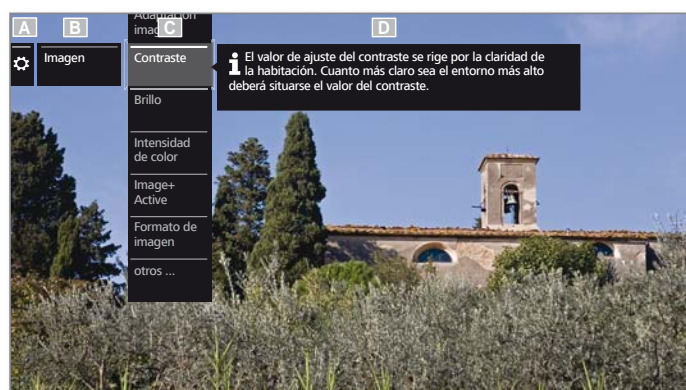 A B C D
Adaptación
imag
Imagen
Contraste
El valor de ajuste del contraste se rige por la claridad de
la habitación. Cuanto más claro sea el entorno más alto
deberá situarse el valor del contraste.
Brillo
Intensidad
de color
Image+
Active
Formato de
imagen
otros ...